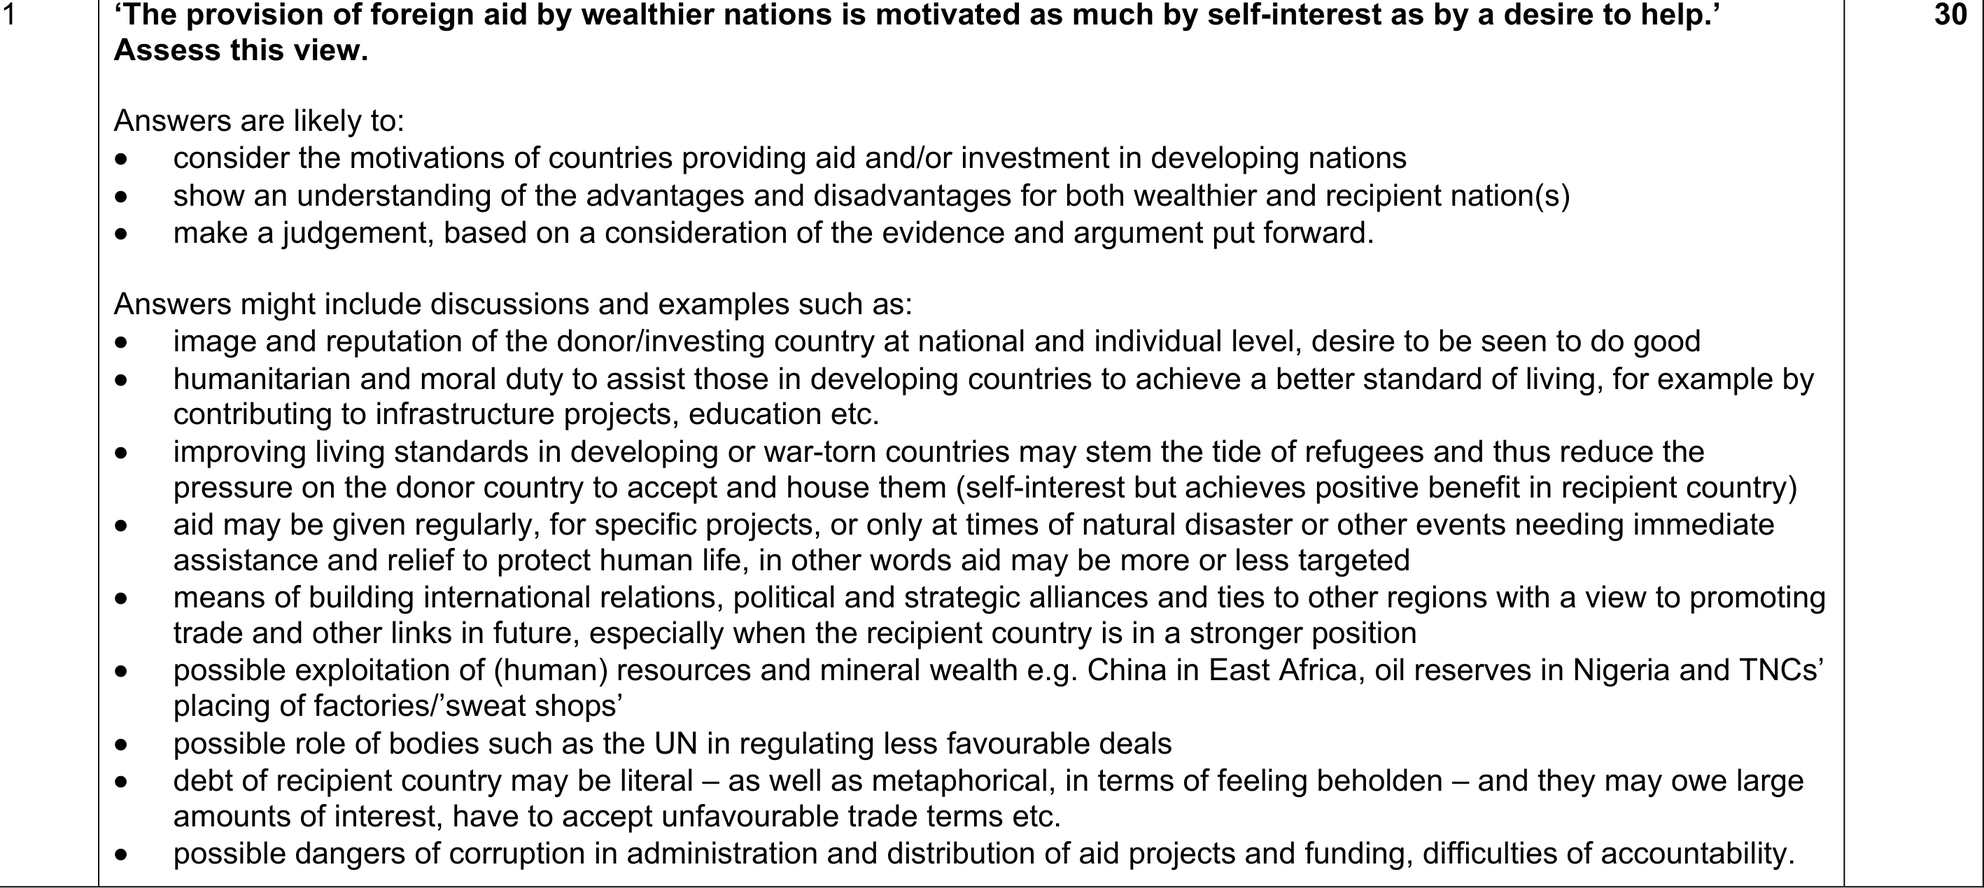 1 ‘The provision of foreign aid by wealthier nations is motivated as much by self-interest as by a desire to help.’ 30
Assess this view.
Answers are likely to:
• consider the motivations of countries providing aid and/or investment in developing nations
• show an understanding of the advantages and disadvantages for both wealthier and recipient nation(s)
• make a judgement, based on a consideration of the evidence and argument put forward.
Answers might include discussions and examples such as:
• image and reputation of the donor/investing country at national and individual level, desire to be seen to do good
• humanitarian and moral duty to assist those in developing countries to achieve a better standard of living, for example by
contributing to infrastructure projects, education etc.
• improving living standards in developing or war-torn countries may stem the tide of refugees and thus reduce the
pressure on the donor country to accept and house them (self-interest but achieves positive benefit in recipient country)
• aid may be given regularly, for specific projects, or only at times of natural disaster or other events needing immediate
assistance and relief to protect human life, in other words aid may be more or less targeted
• means of building international relations, political and strategic alliances and ties to other regions with a view to promoting
trade and other links in future, especially when the recipient country is in a stronger position
• possible exploitation of (human) resources and mineral wealth e.g. China in East Africa, oil reserves in Nigeria and TNCs’
placing of factories/’sweat shops’
• possible role of bodies such as the UN in regulating less favourable deals
• debt of recipient country may be literal – as well as metaphorical, in terms of feeling beholden – and they may owe large
amounts of interest, have to accept unfavourable trade terms etc.
• possible dangers of corruption in administration and distribution of aid projects and funding, difficulties of accountability.